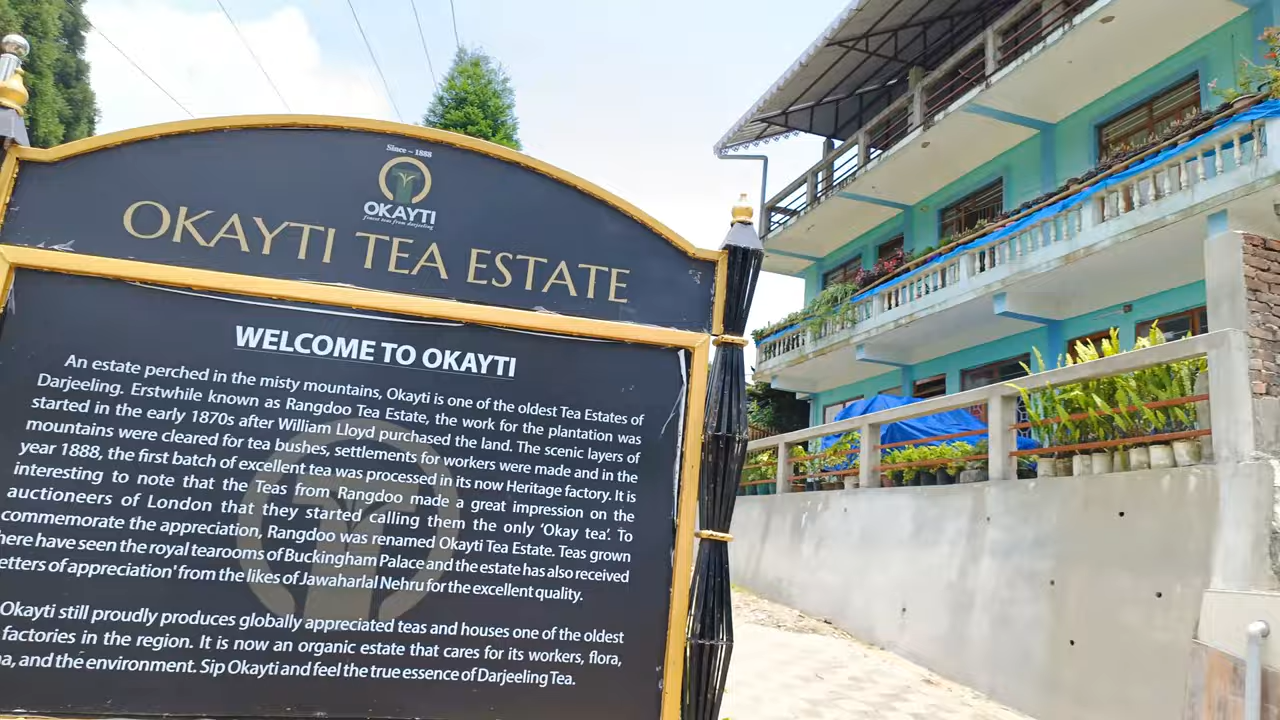 Since ~ 1888
OKAYTI
finest teas from darjeeling
OKAYTI TEA ESTATE
WELCOME TO OKAYTI
An estate perched in the misty mountains, Okayti is one of the oldest Tea Estates of
Darjeeling. Erstwhile known as Rangdoo Tea Estate, the work for the plantation was
started in the early 1870s after William Lloyd purchased the land. The scenic layers of
mountains were cleared for tea bushes, settlements for workers were made and in the
year 1888, the first batch of excellent tea was processed in its now Heritage factory. It is
interesting to note that the Teas from Rangdoo made a great impression on the
auctioneers of London that they started calling them the only 'Okay tea'. To
commemorate the appreciation, Rangdoo was renamed Okayti Tea Estate. Teas grown
here have seen the royal tearooms of Buckingham Palace and the estate has also received
etters of appreciation' from the likes of Jawaharlal Nehru for the excellent quality.
Okayti still proudly produces globally appreciated teas and houses one of the oldest
factories in the region. It is now an organic estate that cares for its workers, flora,
a, and the environment. Sip Okayti and feel the true essence of Darjeeling Tea.